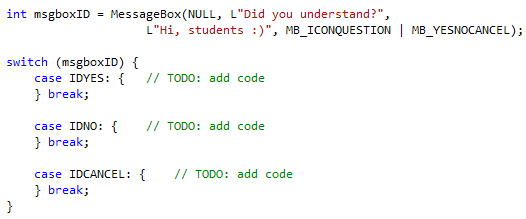 int msgboxID = MessageBox(NULL, L"Did you understand?",
                    L"Hi, students :)", MB_ICONQUESTION | MB_YESNOCANCEL);

switch (msgboxID) {
    case IDYES: {   // TODO: add code
    } break;

    case IDNO: {    // TODO: add code
    } break;

    case IDCANCEL: {    // TODO: add code
    } break;
}